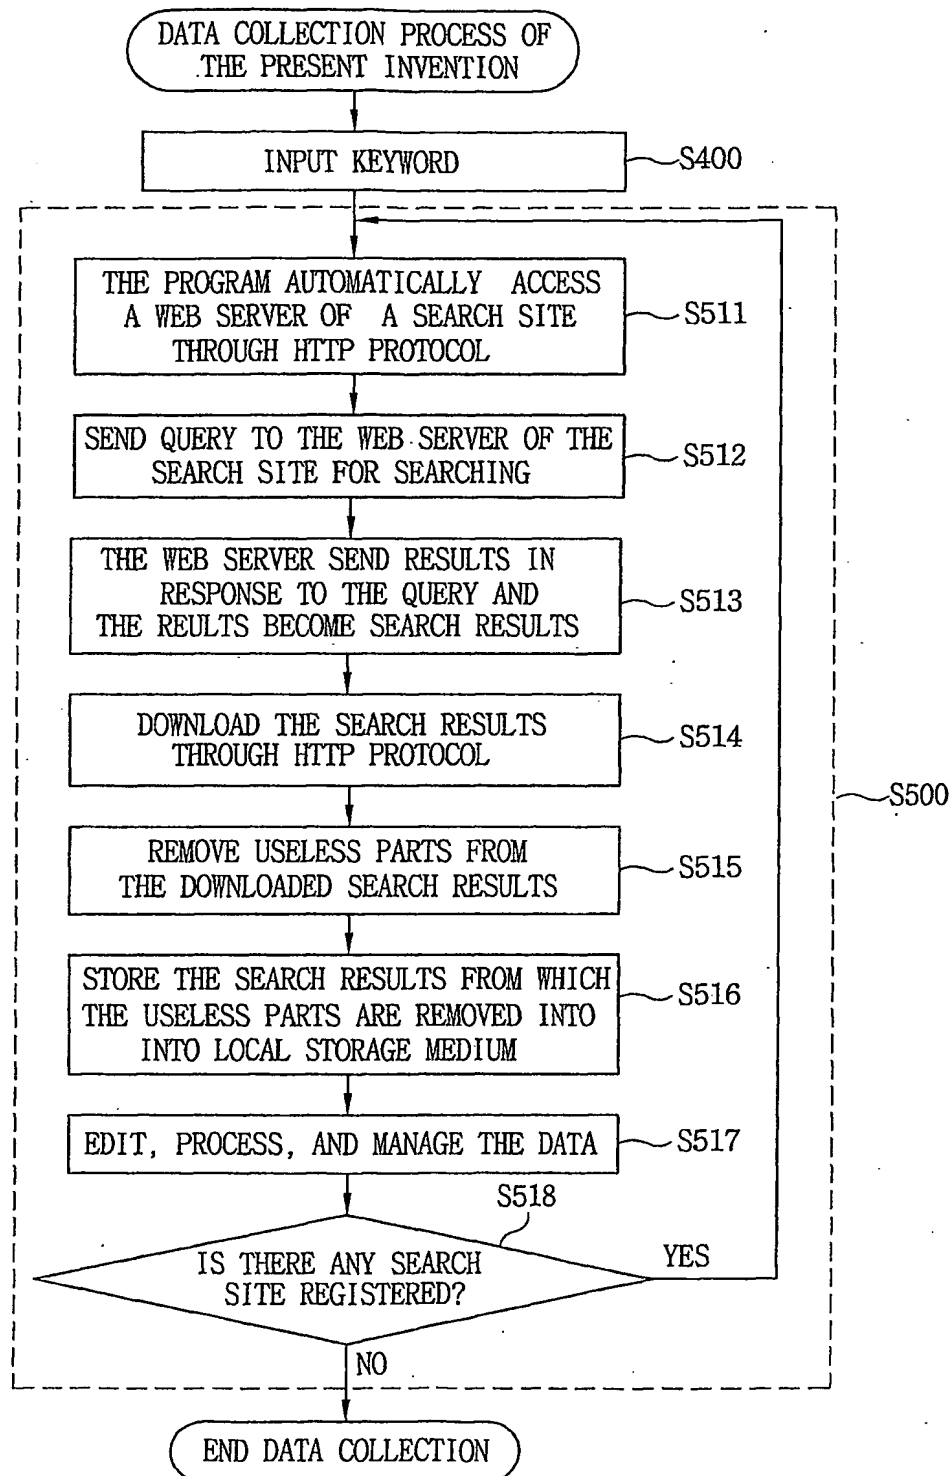 DATA COLLECTION PROCESS OF
THE PRESENT INVENTION
INPUT KEYWORD
S400
THE PROGRAM AUTOMATICALLY ACCESS
A WEB SERVER OF A SEARCH SITE
THROUGH HTTP PROTOCOL
S511
SEND QUERY TO THE WEB SERVER OF THE
SEARCH SITE FOR SEARCHING
S512
THE WEB SERVER SEND RESULTS IN
RESPONSE TO THE QUERY AND
THE REULTS BECOME SEARCH RESULTS
S513
DOWNLOAD THE SEARCH RESULTS
THROUGH HTTP PROTOCOL
S514
S500
REMOVE USELESS PARTS FROM
THE DOWNLOADED SEARCH RESULTS
S515
STORE THE SEARCH RESULTS FROM WHICH
THE USELESS PARTS ARE REMOVED INTO
INTO LOCAL STORAGE MEDIUM
S516
EDIT, PROCESS, AND MANAGE THE DATA
S517
S518
IS THERE ANY SEARCH
SITE REGISTERED?
YES
NO
END DATA COLLECTION